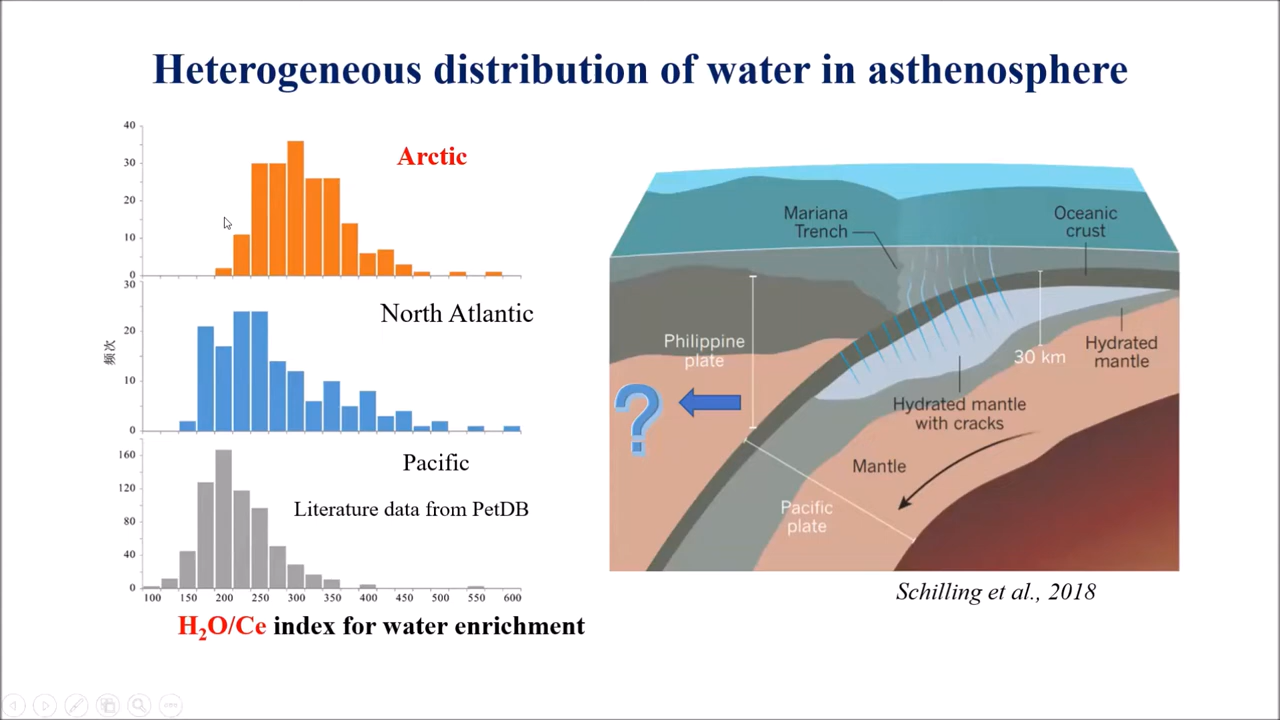 Heterogeneous distribution of water in asthenosphere
40
30
20
10
0
Arctic
30
20
10
0
North Atlantic
频次
160
120
80
40
0
Pacific
Literature data from PetDB
100 150 200 250 300 350 400 450 500 550 600
H₂O/Ce index for water enrichment
Mariana
Trench
Oceanic
crust
Philippine
plate
?
30 km
Hydrated
mantle
Hydrated mantle
with cracks
Mantle
Pacific
plate
Schilling et al., 2018